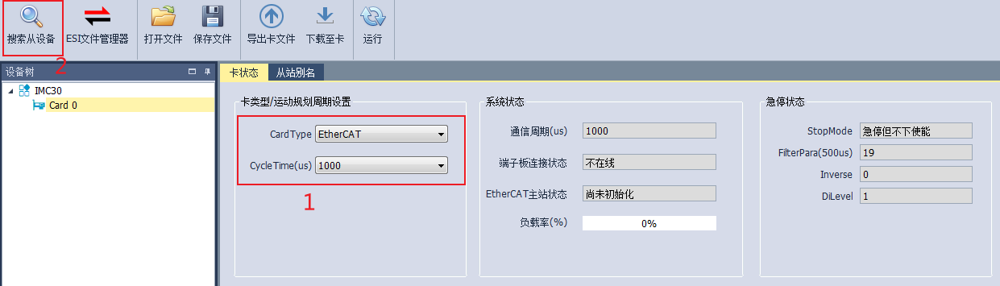 搜索从设备 ESI文件管理器 打开文件 保存文件 导出卡文件 下载至卡 运行
2
设备树
IMC30
Card 0
卡状态 从站别名
卡类型/运动规划周期设置
CardType EtherCAT
CycleTime(us) 1000
1
系统状态
通信周期(us) 1000
端子板连接状态 不在线
EtherCAT主站状态 尚未初始化
负载率(%) 0%
急停状态
StopMode 急停但不下使能
FilterPara(500us) 19
Inverse 0
DiLevel 1